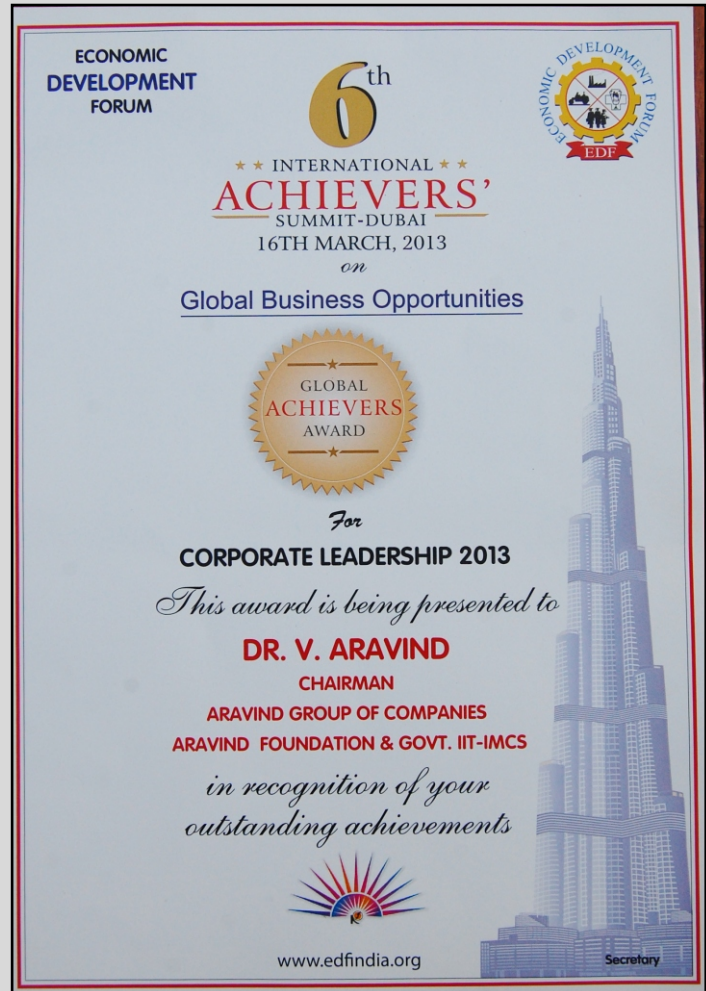 ECONOMIC
DEVELOPMENT
FORUM
6th
INTERNATIONAL
ACHIEVERS'
SUMMIT-DUBAI
16TH MARCH, 2013
on
Global Business Opportunities
ECONOMIC DEVELOPMENT FORUM
EDF
GLOBAL
ACHIEVERS
AWARD
For
CORPORATE LEADERSHIP 2013
This award is being presented to
DR. V. ARAVIND
CHAIRMAN
ARAVIND GROUP OF COMPANIES
ARAVIND FOUNDATION & GOVT. IIT-IMCS
in recognition of your
outstanding achievements
www.edfindia.org
Secretary